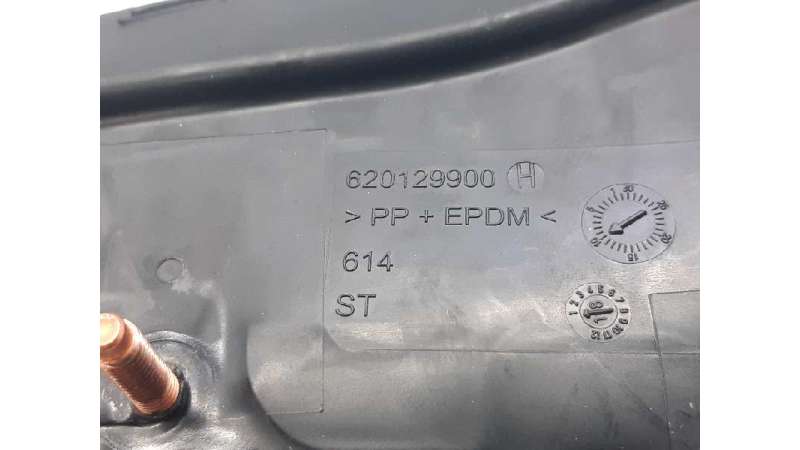 620129900 H
> PP + EPDM <
614
ST